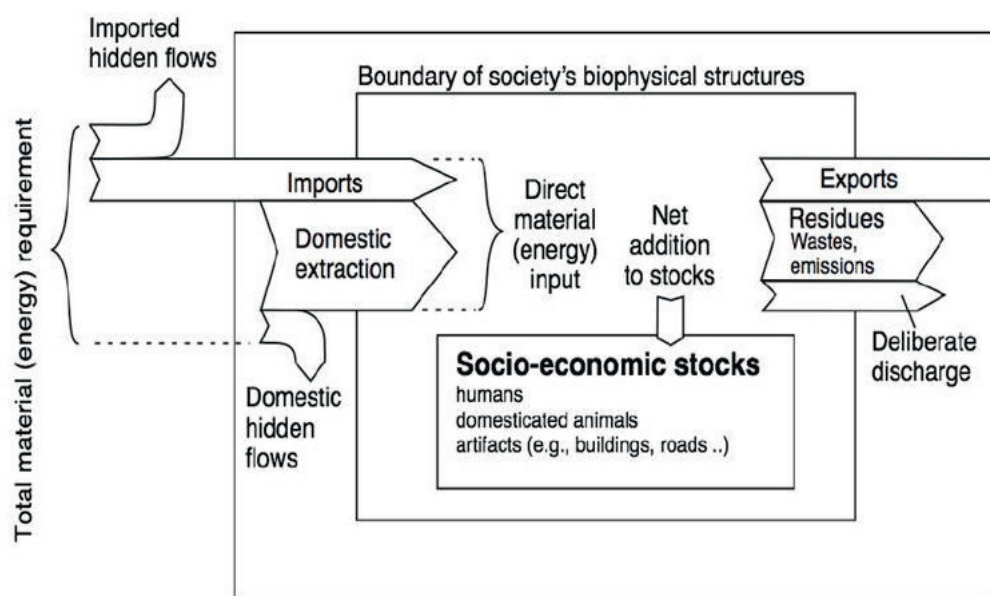 Imported
hidden flows
Total material (energy) requirement
Boundary of society's biophysical structures
Imports
Domestic
extraction
Direct
material
(energy)
input
Net
addition
to stocks
Exports
Residues
Wastes,
emissions
Deliberate
discharge
Domestic
hidden
flows
Socio-economic stocks
humans
domesticated animals
artifacts (e.g., buildings, roads ..)